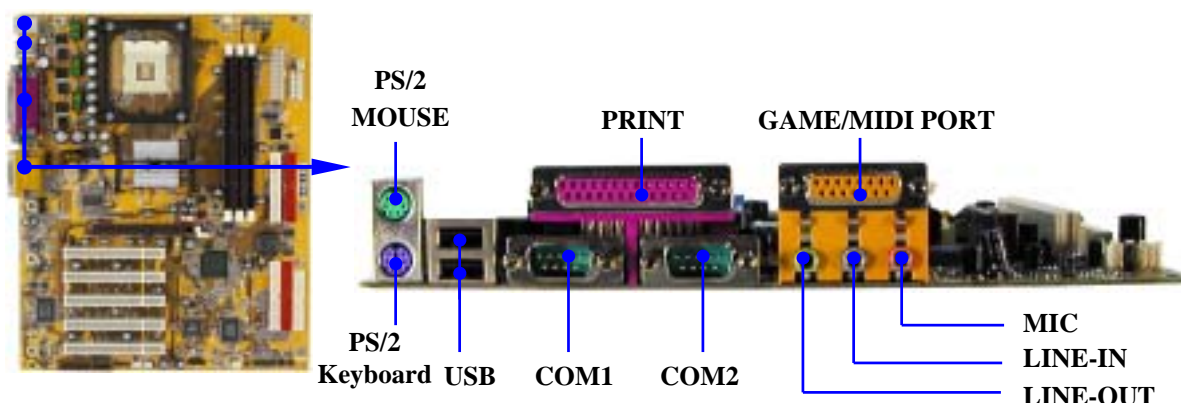 PS/2
MOUSE
PRINT
GAME/MIDI PORT
PS/2
Keyboard
USB
COM1
COM2
MIC
LINE-IN
LINE-OUT